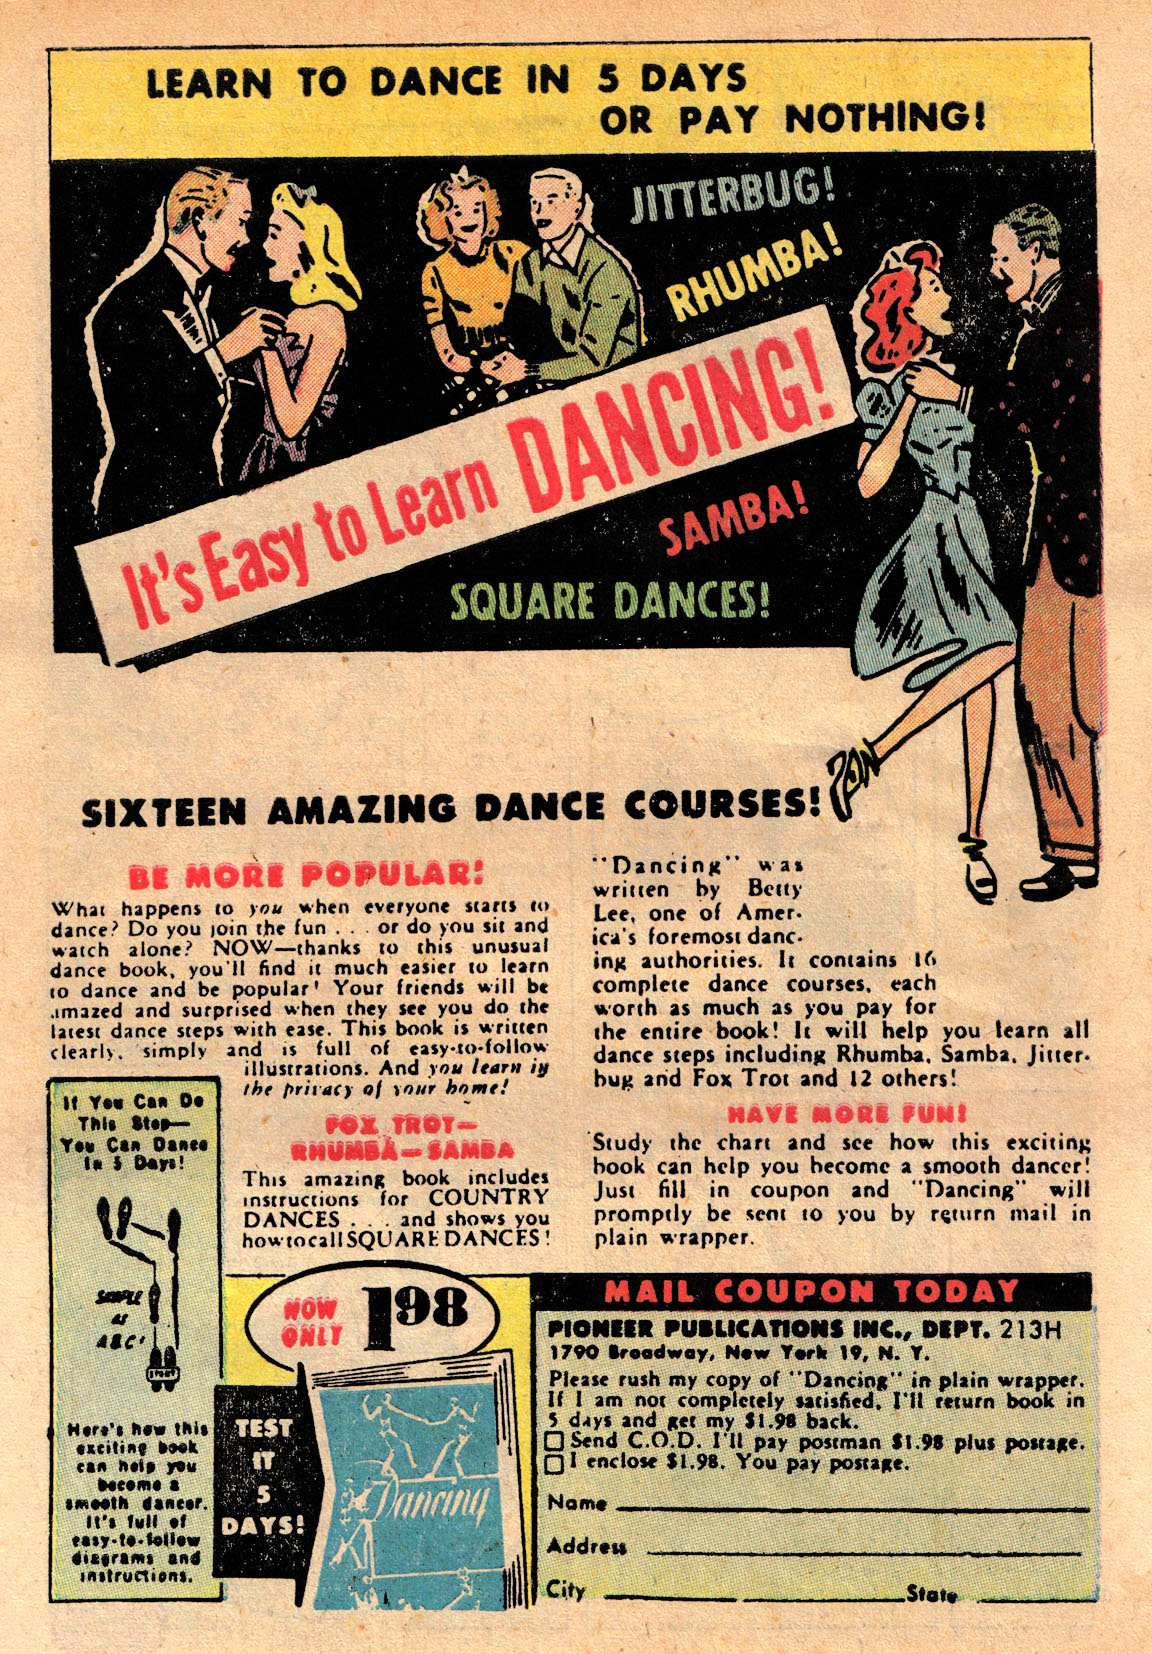 LEARN TO DANCE IN 5 DAYS
OR PAY NOTHING!
JITTERBUG!
RHUMBA!
It's Easy to Learn DANCING!
SAMBA!
SQUARE DANCES!
SIXTEEN AMAZING DANCE COURSES!
BE MORE POPULAR!
What happens to you when everyone starts to
dance? Do you join the fun . . . or do you sit and
watch alone? NOW—thanks to this unusual
dance book, you'll find it much easier to learn
to dance and be popular! Your friends will be
amazed and surprised when they see you do the
latest dance steps with ease. This book is written
clearly, simply and is full of easy-to-follow
illustrations. And you learn in
the privacy of your home!
FOX TROT—
RHUMBA—SAMBA
This amazing book includes
instructions for COUNTRY
DANCES . . . and shows you
how to call SQUARE DANCES!
"Dancing" was
written by Betty
Lee, one of Amer-
ica's foremost danc-
ing authorities. It contains 16
complete dance courses, each
worth as much as you pay for
the entire book! It will help you learn all
dance steps including Rhumba, Samba, Jitter-
bug and Fox Trot and 12 others!
HAVE MORE FUN!
Study the chart and see how this exciting
book can help you become a smooth dancer!
Just fill in coupon and "Dancing" will
promptly be sent to you by return mail in
plain wrapper.
If You Can Do
This Step—
You Can Dance
In 5 Days!
SIMPLE
AS
A.B.C!
START
Here's how this
exciting book
can help you
become a
smooth dancer.
It's full of
easy-to-follow
diagrams and
instructions.
NOW
ONLY
1.98
TEST
IT
5
DAYS!
Dancing
MAIL COUPON TODAY
PIONEER PUBLICATIONS INC., DEPT. 213H
1790 Broadway, New York 19, N. Y.
Please rush my copy of "Dancing" in plain wrapper.
If I am not completely satisfied, I'll return book in
5 days and get my $1.98 back.
Send C.O.D. I'll pay postman $1.98 plus postage.
I enclose $1.98. You pay postage.
Name
Address
City State